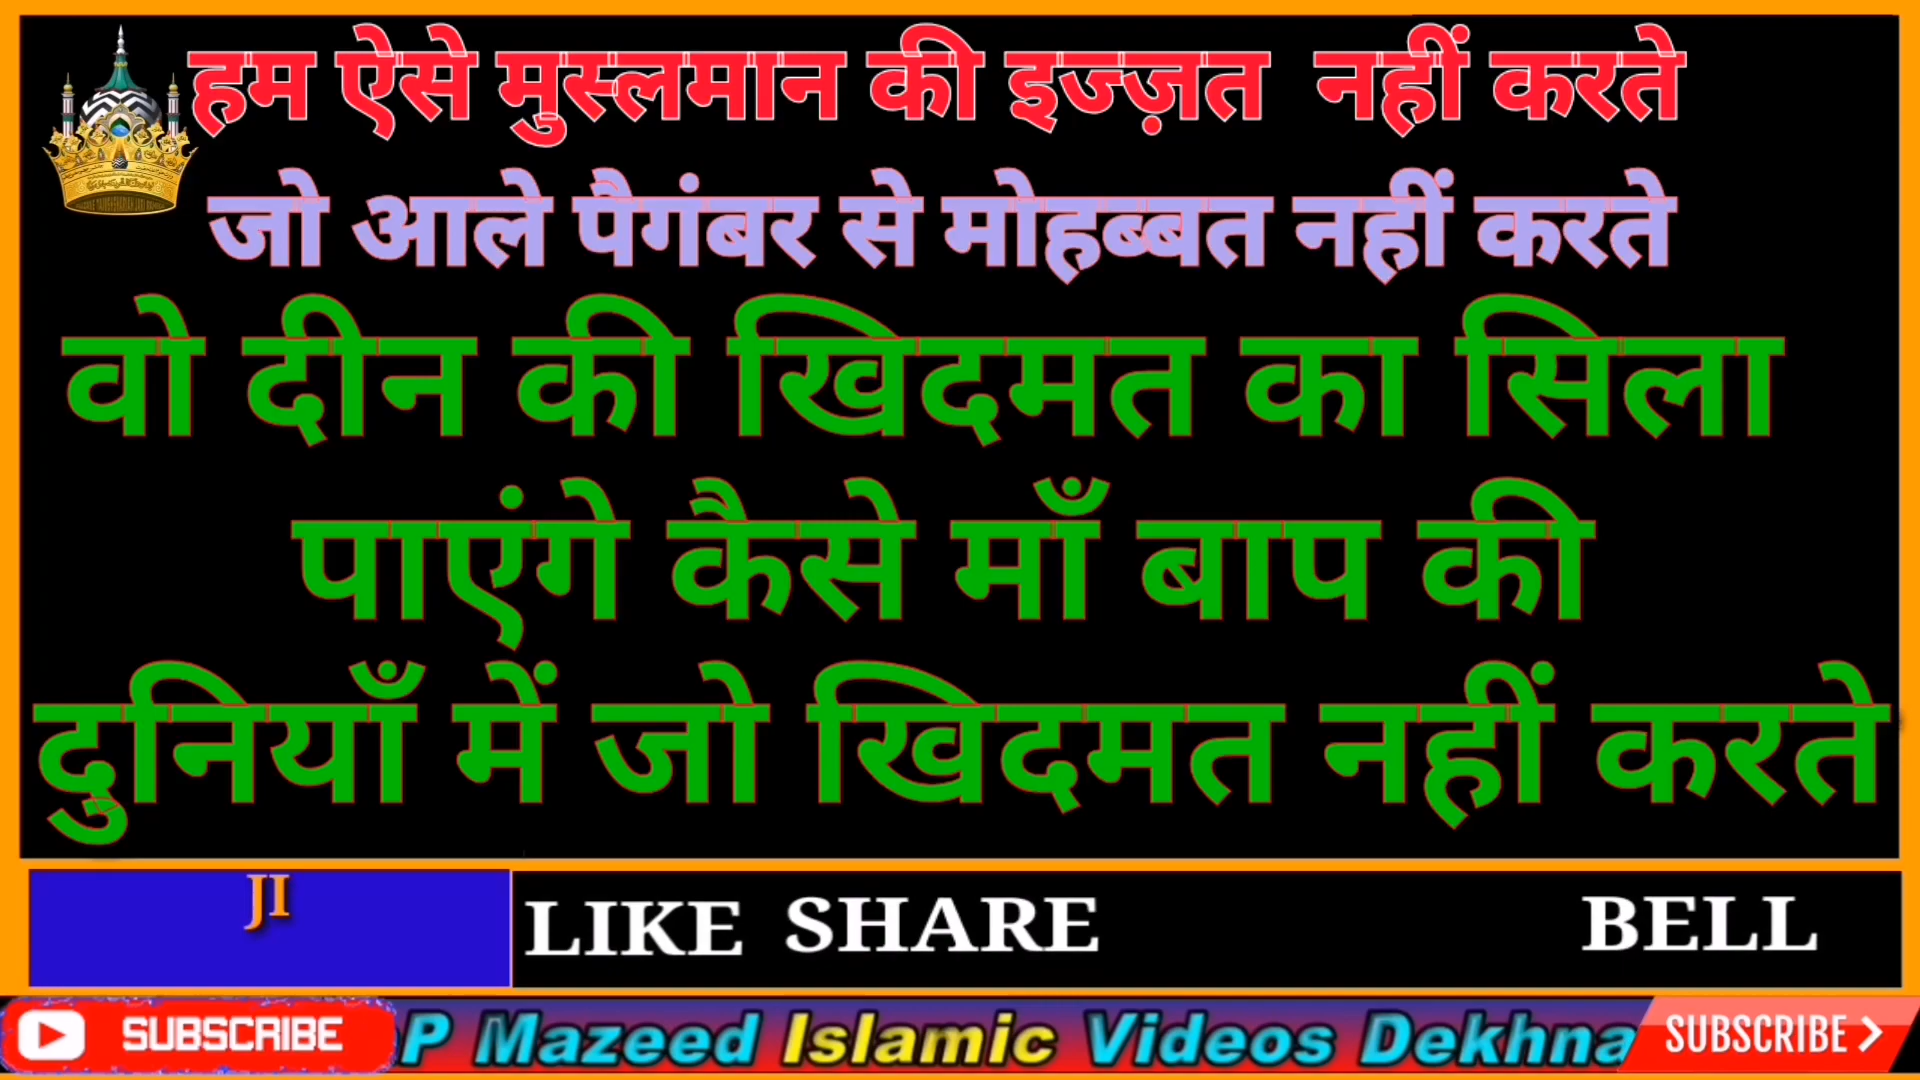 हम ऐसे मुस्लमान की इज्ज़त नहीं करते
जो आले पैगंबर से मोहब्बत नहीं करते
वो दीन की खिदमत का सिला
पाएंगे कैसे माँ बाप की
दुनियाँ में जो खिदमत नहीं करते
JI
LIKE SHARE BELL
SUBSCRIBE P Mazeed Islamic Videos Dekhna SUBSCRIBE